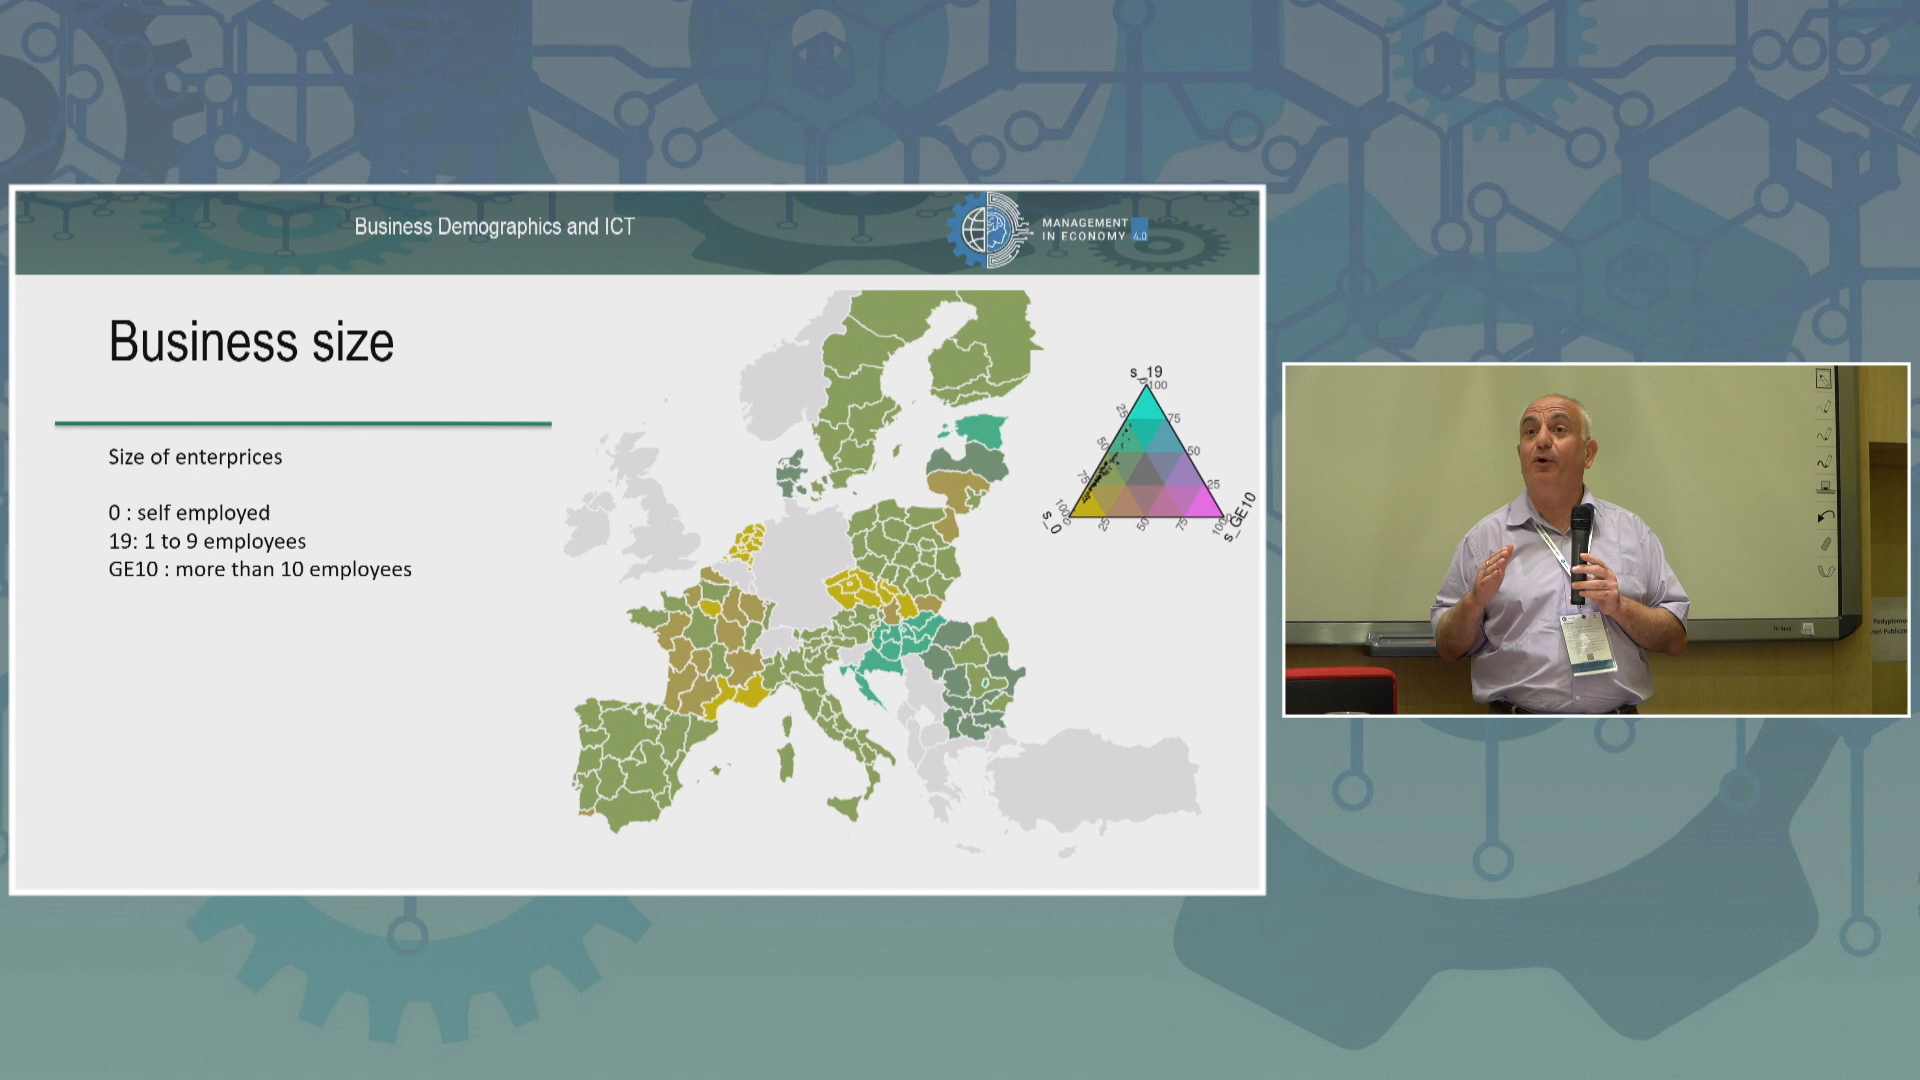 Business Demographics and ICT
MANAGEMENT
IN ECONOMY 4.0
Business size
Size of enterprices
0 : self employed
19: 1 to 9 employees
GE10 : more than 10 employees
s_19
100
25
75
50
50
75
25
100
s_0
25
50
75
100
s_GE10